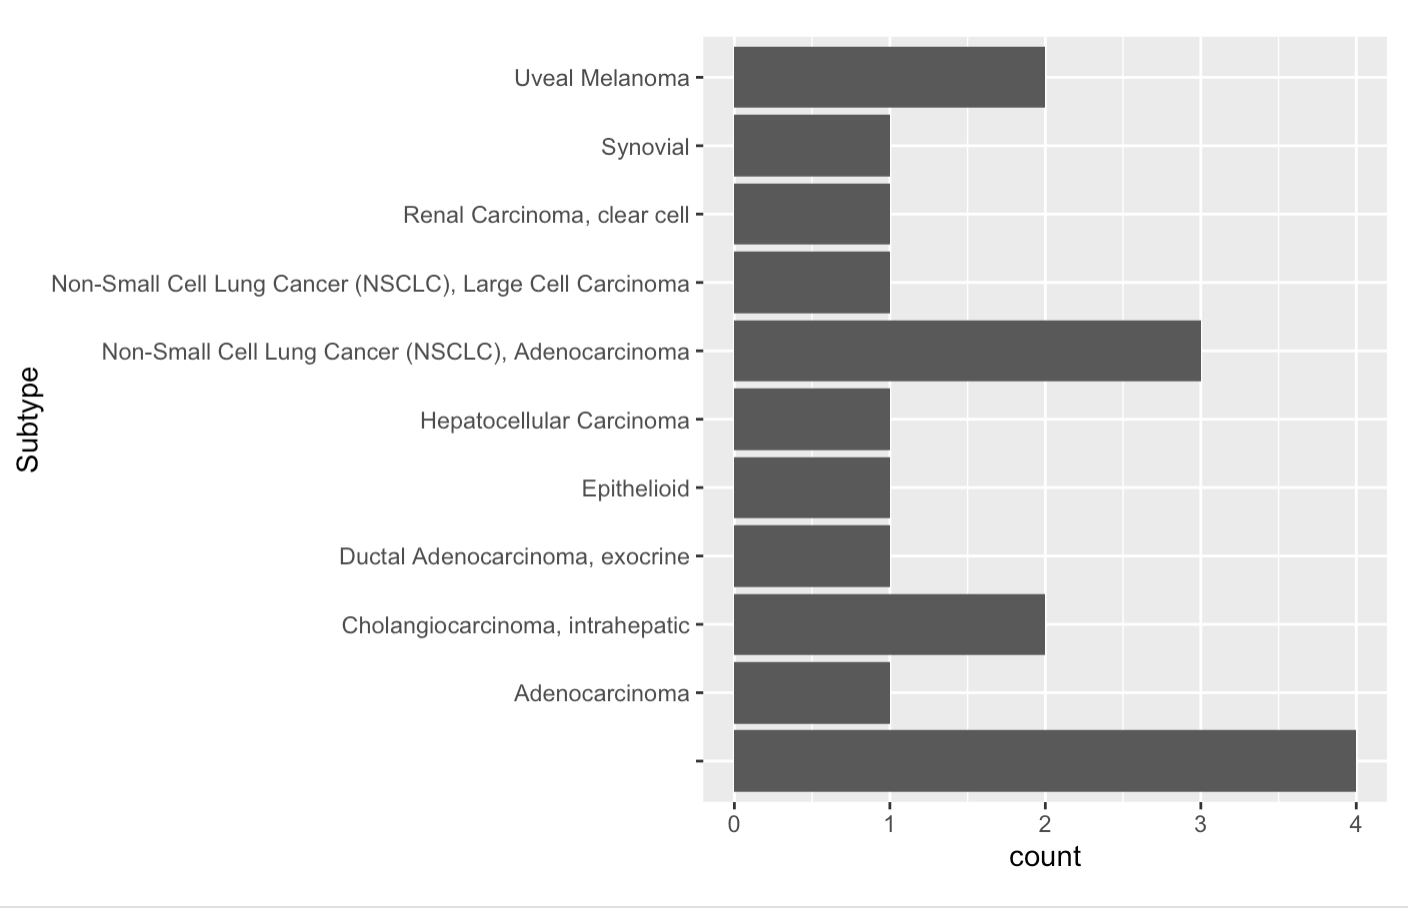 Uveal Melanoma
Synovial
Renal Carcinoma, clear cell
Non-Small Cell Lung Cancer (NSCLC), Large Cell Carcinoma
Non-Small Cell Lung Cancer (NSCLC), Adenocarcinoma
Subtype
Hepatocellular Carcinoma
Epithelioid
Ductal Adenocarcinoma, exocrine
Cholangiocarcinoma, intrahepatic
Adenocarcinoma
0 1 2 3 4
count